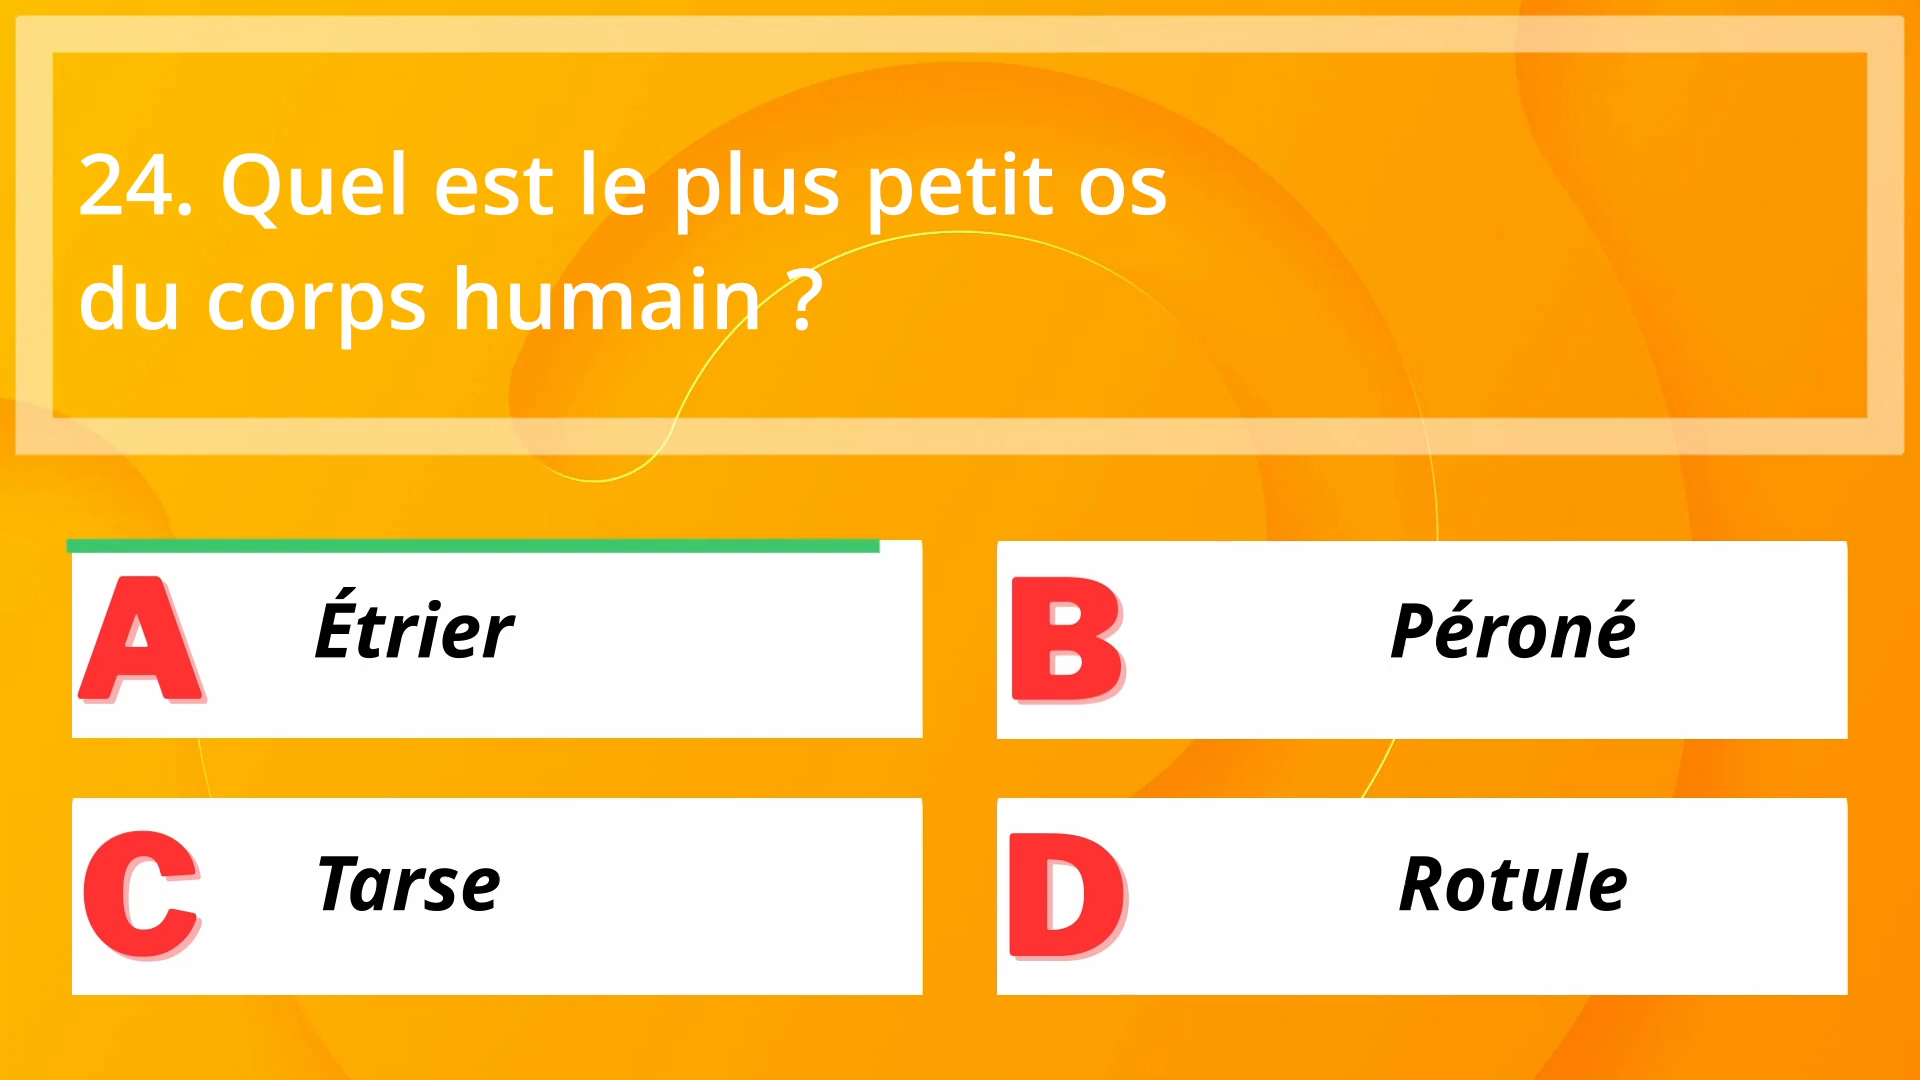 24. Quel est le plus petit os
du corps humain ?
A Étrier
B Péroné
C Tarse
D Rotule